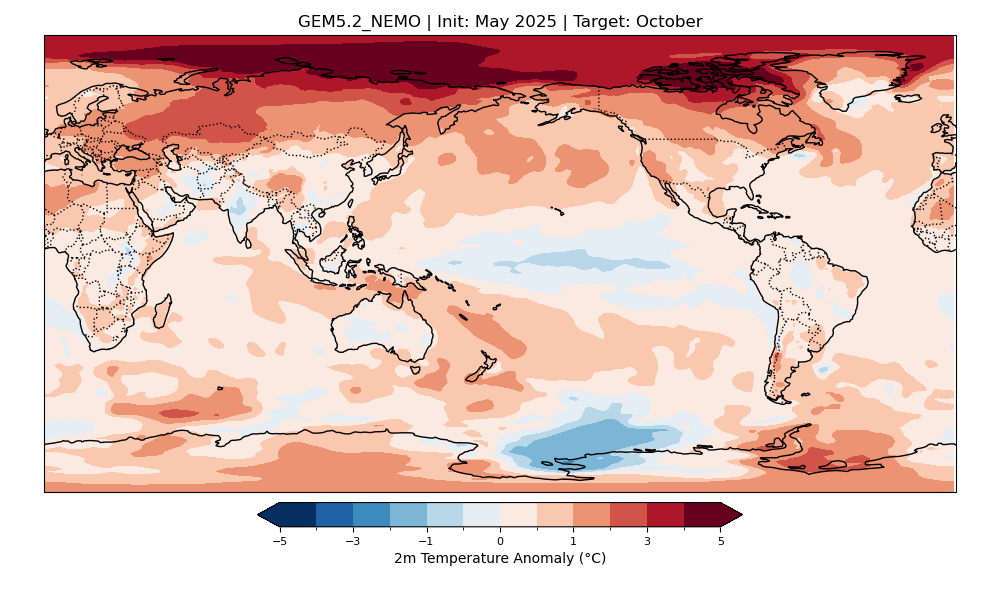 GEM5.2_NEMO | Init: May 2025 | Target: October
−5 −3 −1 0 1 3 5
2m Temperature Anomaly (°C)